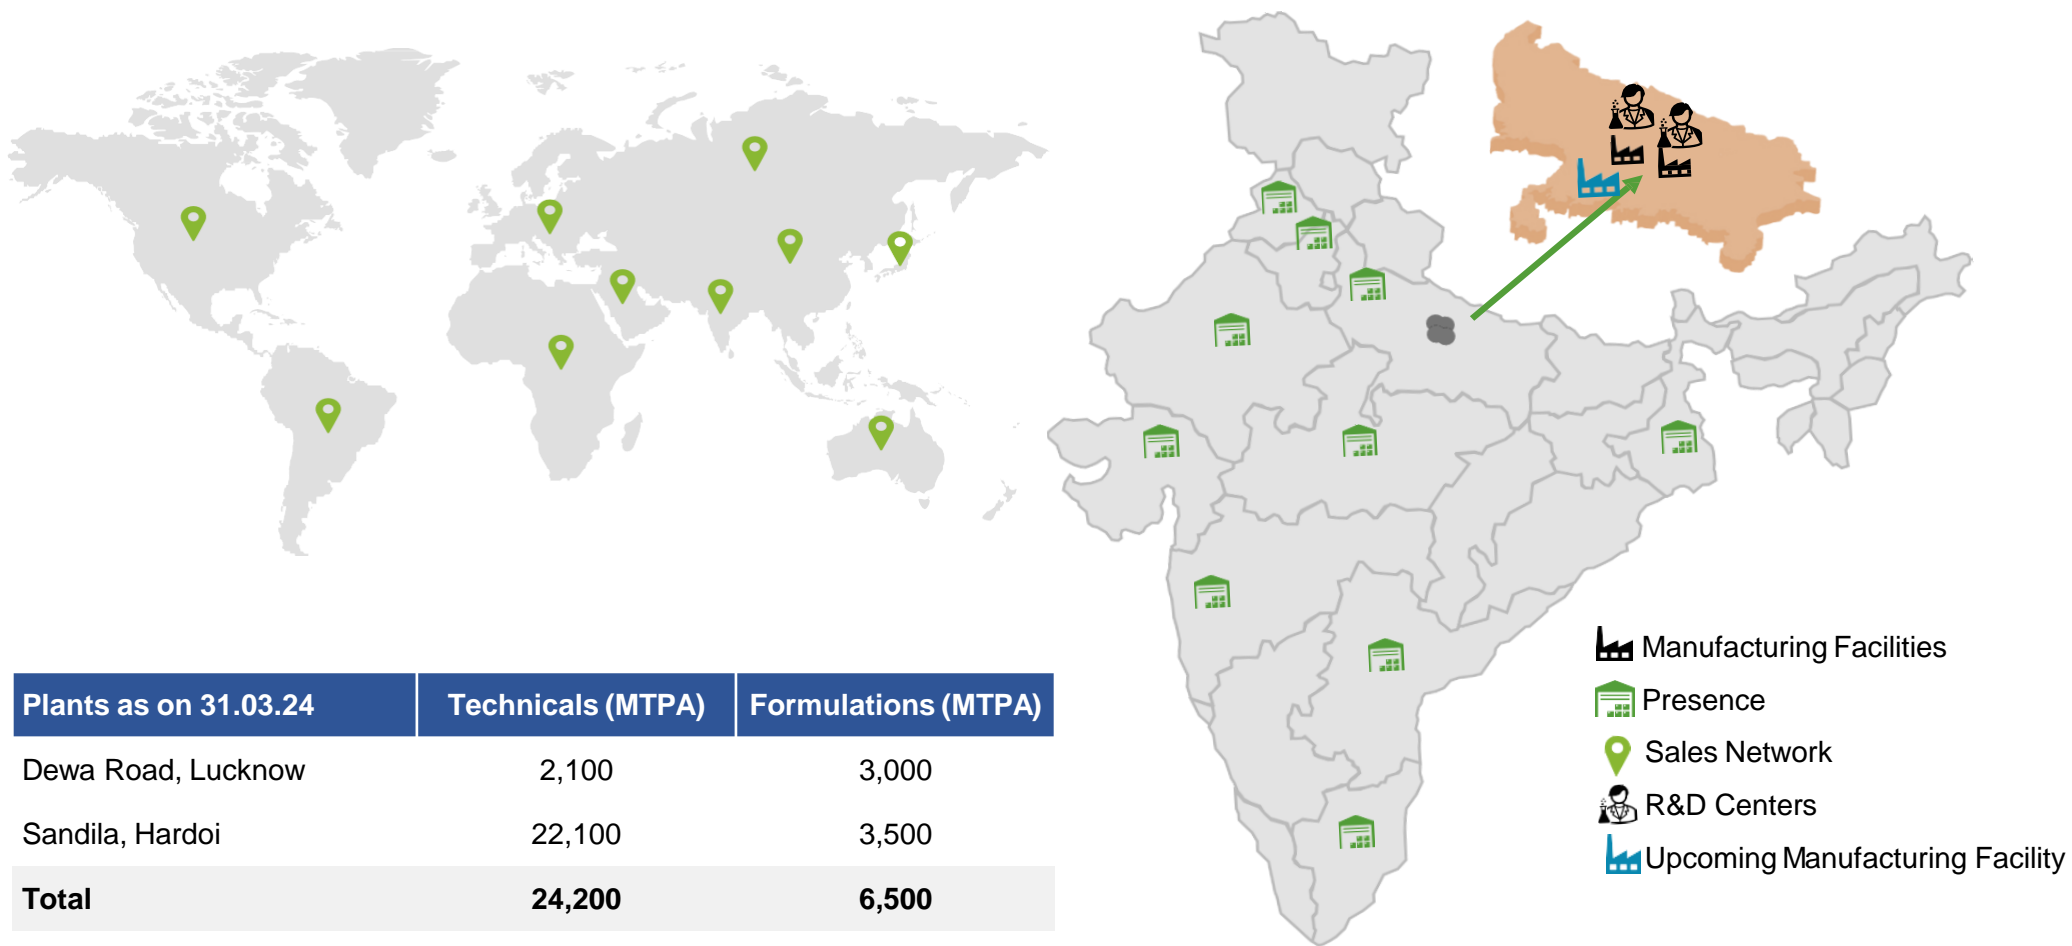 Plants as on 31.03.24 Technicals (MTPA) Formulations (MTPA)
Dewa Road, Lucknow 2,100 3,000
Sandila, Hardoi 22,100 3,500
Total 24,200 6,500
Manufacturing Facilities
Presence
Sales Network
R&D Centers
Upcoming Manufacturing Facility